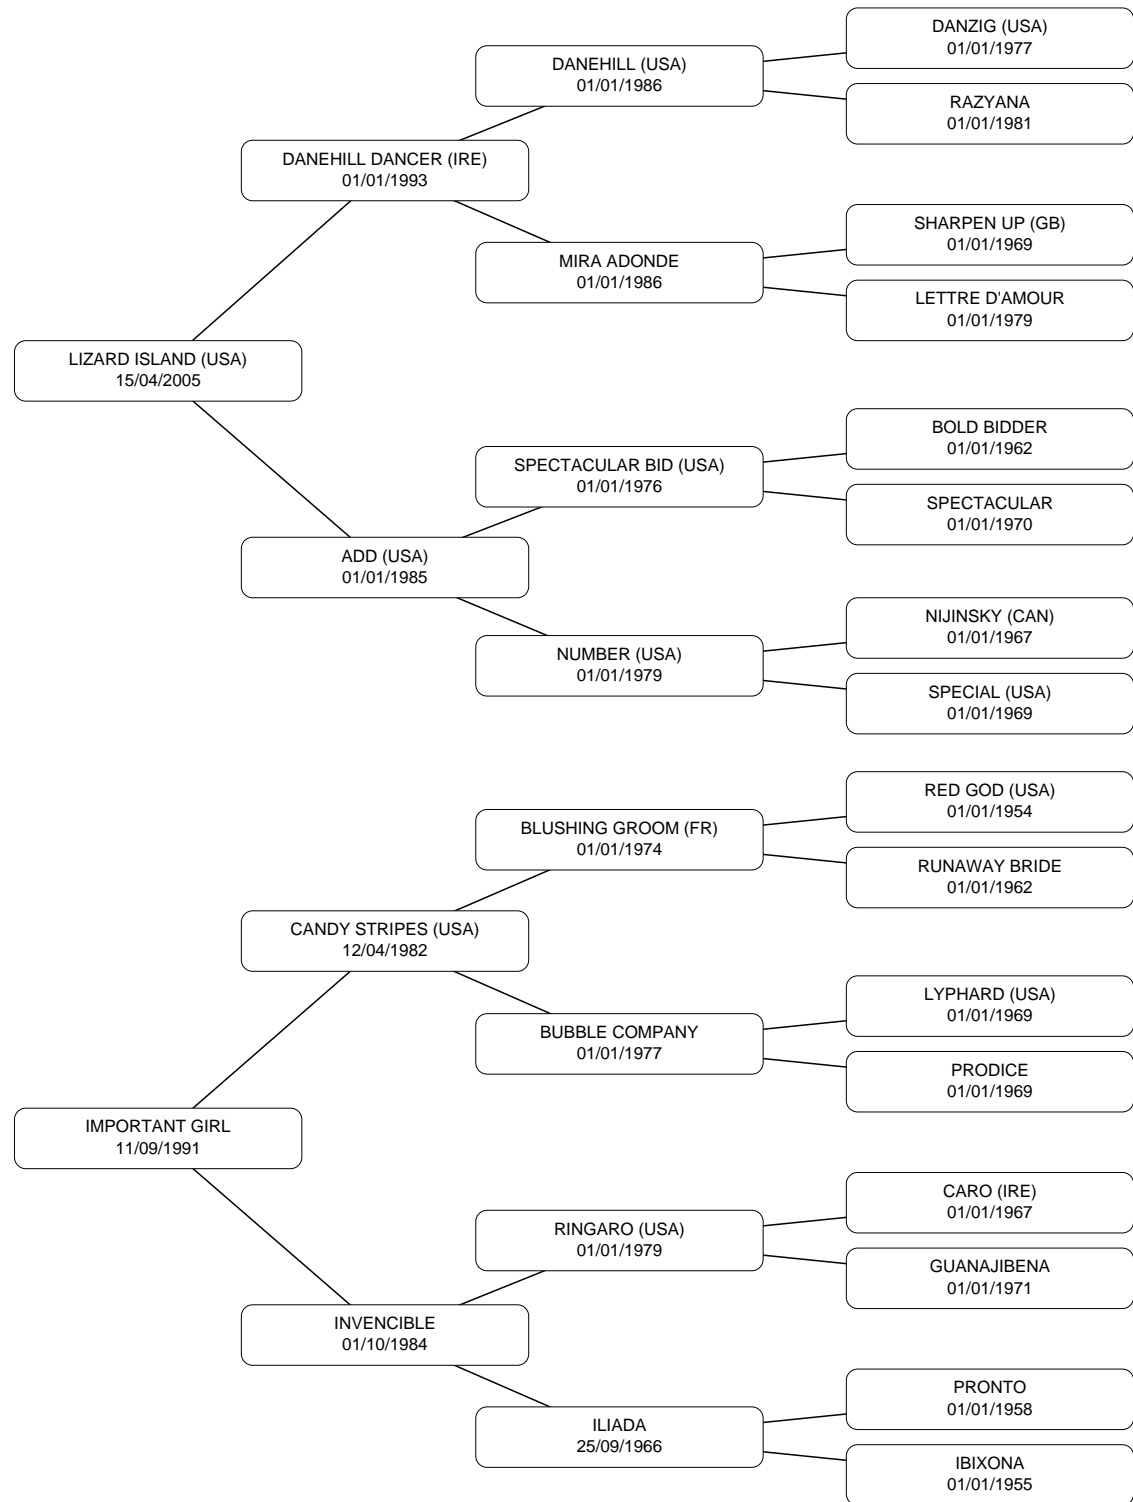 DANZIG (USA)
01/01/1977
DANEHILL (USA)
01/01/1986
RAZYANA
01/01/1981
DANEHILL DANCER (IRE)
01/01/1993
SHARPEN UP (GB)
01/01/1969
MIRA ADONDE
01/01/1986
LETTRE D'AMOUR
01/01/1979
LIZARD ISLAND (USA)
15/04/2005
BOLD BIDDER
01/01/1962
SPECTACULAR BID (USA)
01/01/1976
SPECTACULAR
01/01/1970
ADD (USA)
01/01/1985
NIJINSKY (CAN)
01/01/1967
NUMBER (USA)
01/01/1979
SPECIAL (USA)
01/01/1969
RED GOD (USA)
01/01/1954
BLUSHING GROOM (FR)
01/01/1974
RUNAWAY BRIDE
01/01/1962
CANDY STRIPES (USA)
12/04/1982
LYPHARD (USA)
01/01/1969
BUBBLE COMPANY
01/01/1977
PRODICE
01/01/1969
IMPORTANT GIRL
11/09/1991
CARO (IRE)
01/01/1967
RINGARO (USA)
01/01/1979
GUANAJIBENA
01/01/1971
INVENCIBLE
01/10/1984
PRONTO
01/01/1958
ILIADA
25/09/1966
IBIXONA
01/01/1955